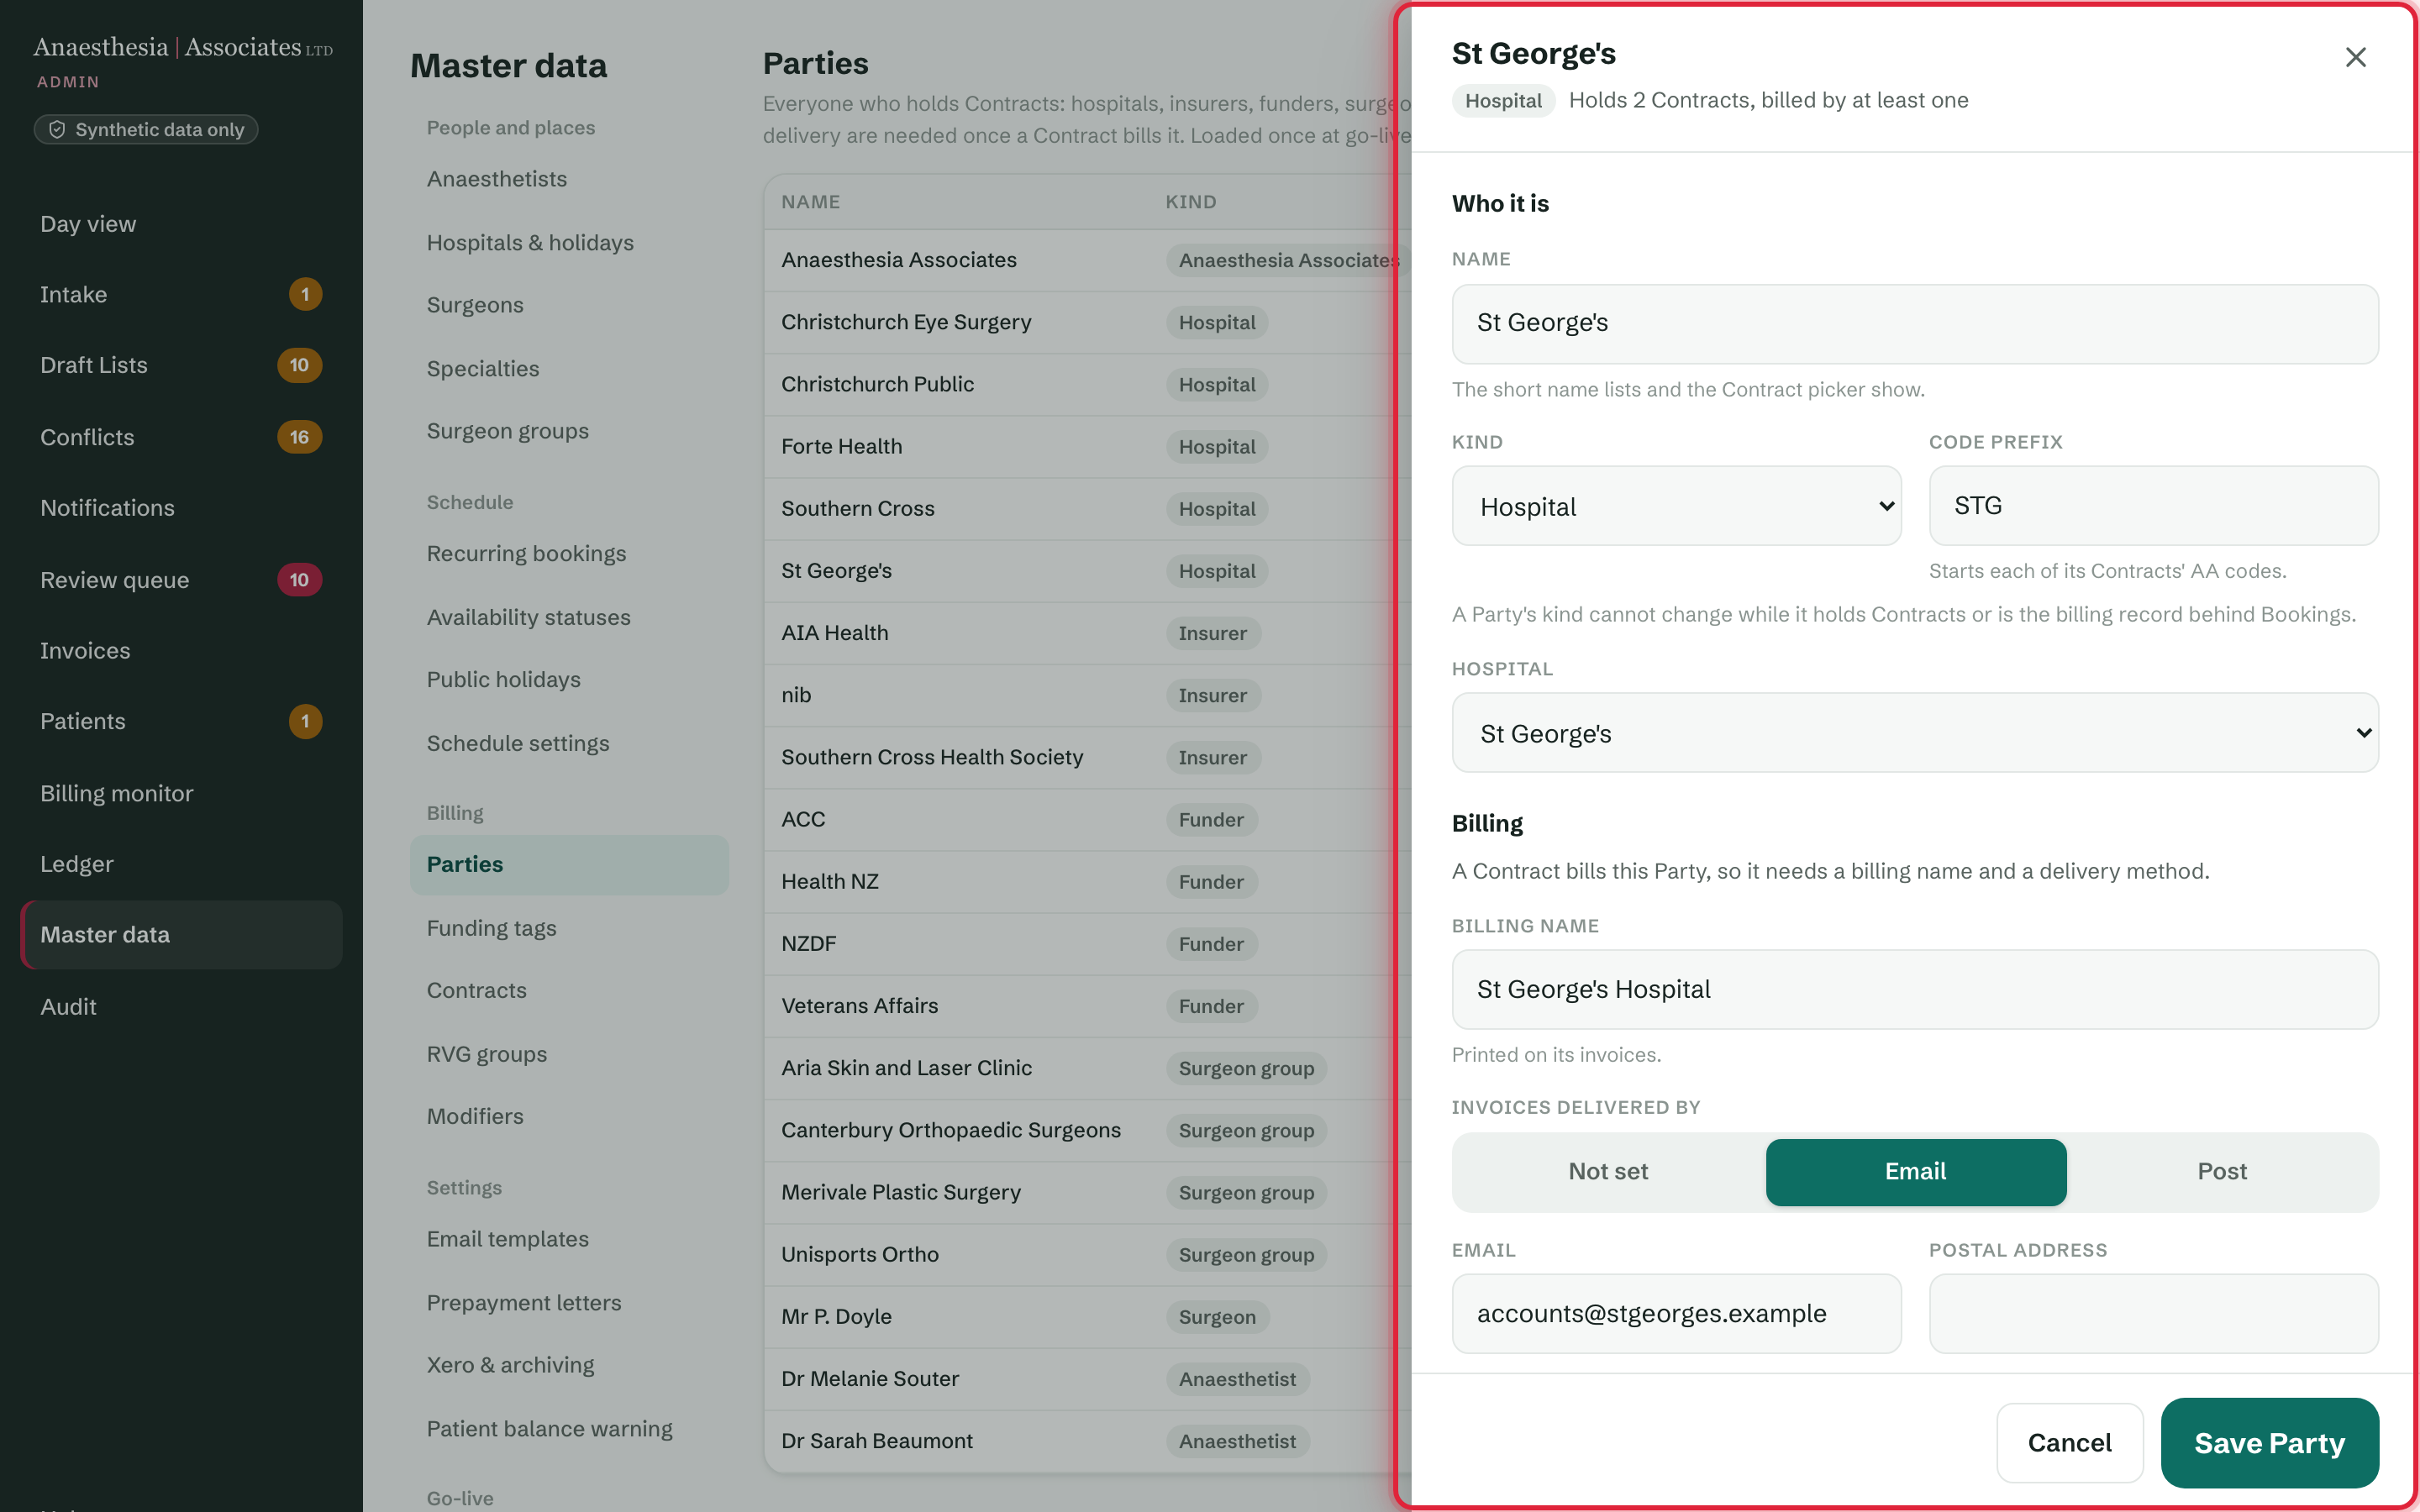 Anaesthesia | Associates LTD
ADMIN
Synthetic data only
Day view
Intake 1
Draft Lists 10
Conflicts 16
Notifications
Review queue 10
Invoices
Patients 1
Billing monitor
Ledger
Master data
Audit
Master data
People and places
Anaesthetists
Hospitals & holidays
Surgeons
Specialties
Surgeon groups
Schedule
Recurring bookings
Availability statuses
Public holidays
Schedule settings
Billing
Parties
Funding tags
Contracts
RVG groups
Modifiers
Settings
Email templates
Prepayment letters
Xero & archiving
Patient balance warning
Go-live
Parties
Everyone who holds Contracts: hospitals, insurers, funders,
delivery are needed once a Contract bills it. Loaded once at go-live
NAME KIND
Anaesthesia Associates Anaesthesia Associates
Christchurch Eye Surgery Hospital
Christchurch Public Hospital
Forte Health Hospital
Southern Cross Hospital
St George's Hospital
AIA Health Insurer
nib Insurer
Southern Cross Health Society Insurer
ACC Funder
Health NZ Funder
NZDF Funder
Veterans Affairs Funder
Aria Skin and Laser Clinic Surgeon group
Canterbury Orthopaedic Surgeons Surgeon group
Merivale Plastic Surgery Surgeon group
Unisports Ortho Surgeon group
Mr P. Doyle Surgeon
Dr Melanie Souter Anaesthetist
Dr Sarah Beaumont Anaesthetist
St George's
Hospital Holds 2 Contracts, billed by at least one
Who it is
NAME
St George's
The short name lists and the Contract picker show.
KIND CODE PREFIX
Hospital STG
Starts each of its Contracts' AA codes.
A Party's kind cannot change while it holds Contracts or is the billing record behind Bookings.
HOSPITAL
St George's
Billing
A Contract bills this Party, so it needs a billing name and a delivery method.
BILLING NAME
St George's Hospital
Printed on its invoices.
INVOICES DELIVERED BY
Not set Email Post
EMAIL POSTAL ADDRESS
accounts@stgeorges.example
Cancel Save Party